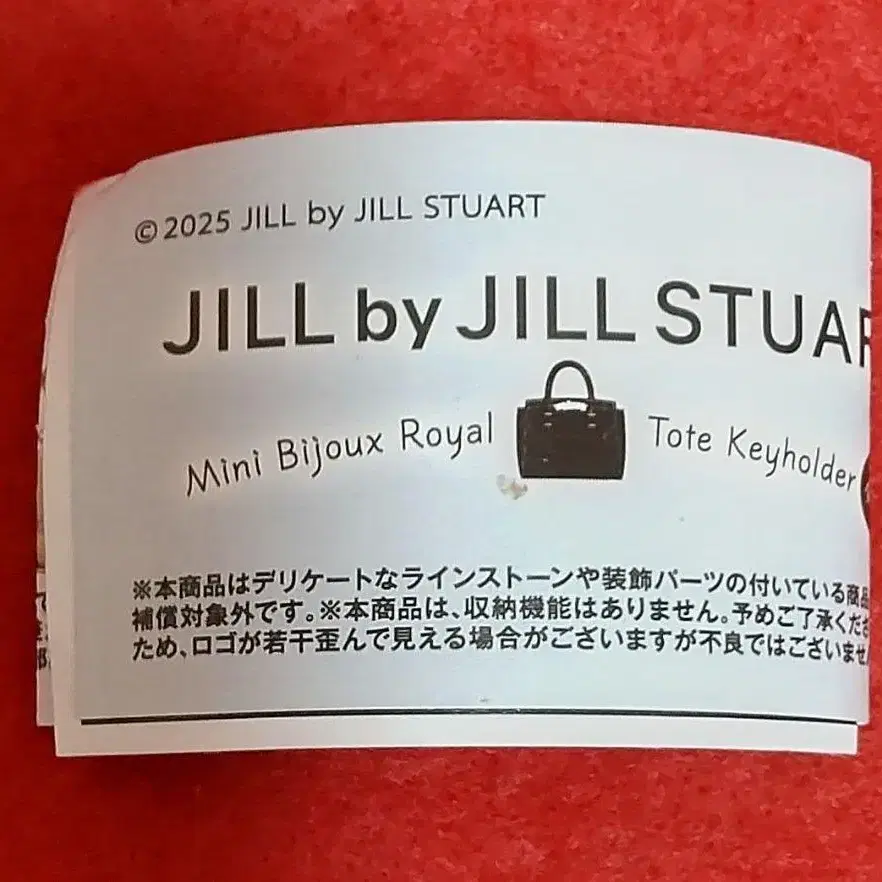 ©2025 JILL by JILL STUART
JILL by JILL STUA
Mini Bijoux Royal Tote Keyholder
※本商品はデリケートなラインストーンや装飾パーツの付いている商品
補償対象外です。※本商品は、収納機能はありません。予めご了承くださ
ため、ロゴが若干歪んで見える場合がございますが不良ではございませ